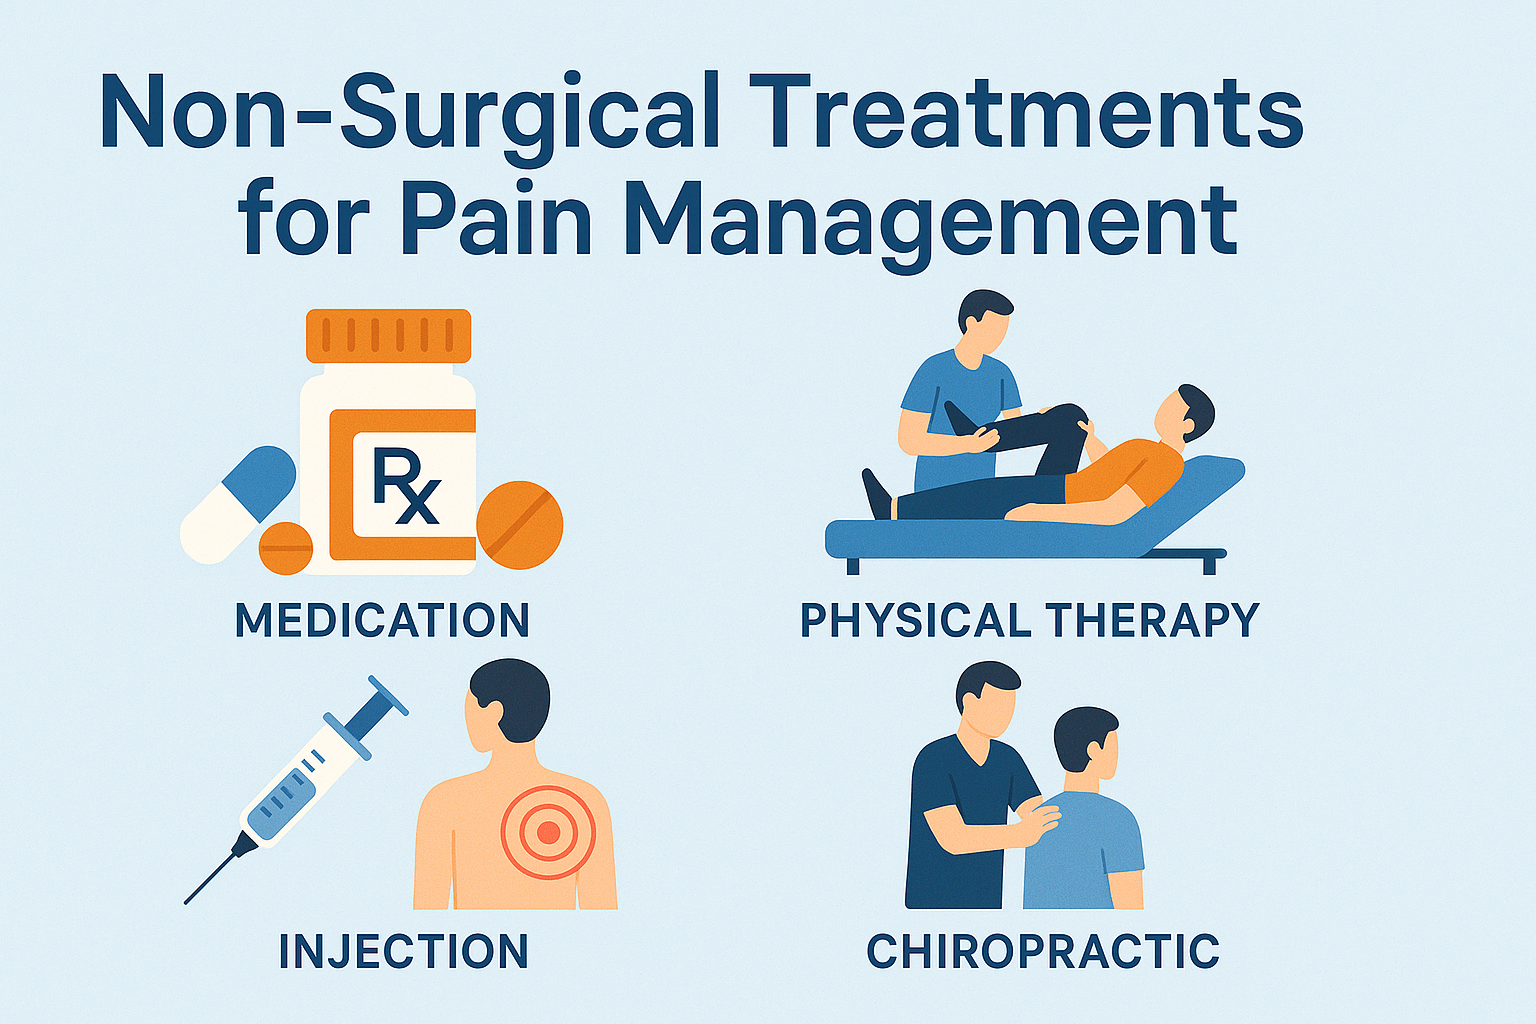 Non-Surgical Treatments
for Pain Management
Rx
MEDICATION
PHYSICAL THERAPY
INJECTION
CHIROPRACTIC